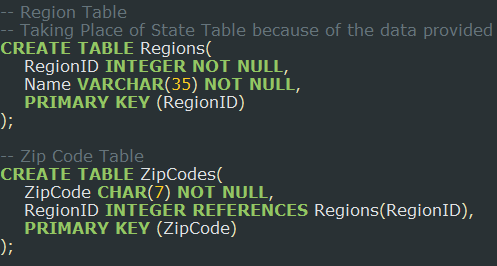 -- Region Table
-- Taking Place of State Table because of the data provided
CREATE TABLE Regions(
    RegionID INTEGER NOT NULL,
    Name VARCHAR(35) NOT NULL,
    PRIMARY KEY (RegionID)
);

-- Zip Code Table
CREATE TABLE ZipCodes(
    ZipCode CHAR(7) NOT NULL,
    RegionID INTEGER REFERENCES Regions(RegionID),
    PRIMARY KEY (ZipCode)
);